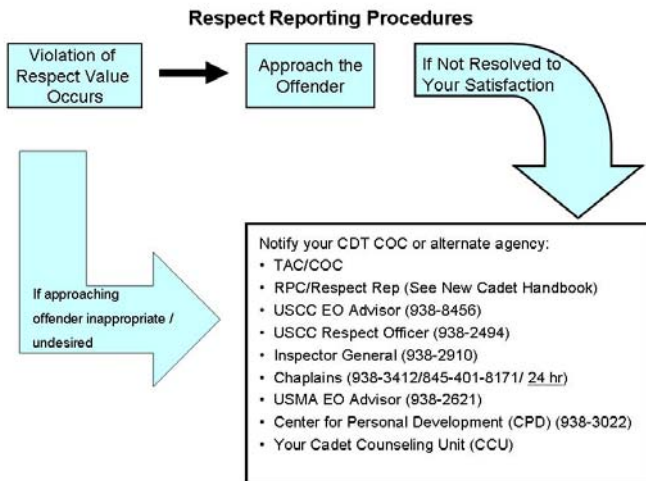 Respect Reporting Procedures
Violation of
Respect Value
Occurs
Approach the
Offender
If Not Resolved to
Your Satisfaction
If approaching
offender inappropriate /
undesired
Notify your CDT COC or alternate agency:
• TAC/COC
• RPC/Respect Rep (See New Cadet Handbook)
• USCC EO Advisor (938-8456)
• USCC Respect Officer (938-2494)
• Inspector General (938-2910)
• Chaplains (938-3412/845-401-8171/ 24 hr)
• USMA EO Advisor (938-2621)
• Center for Personal Development (CPD) (938-3022)
• Your Cadet Counseling Unit (CCU)